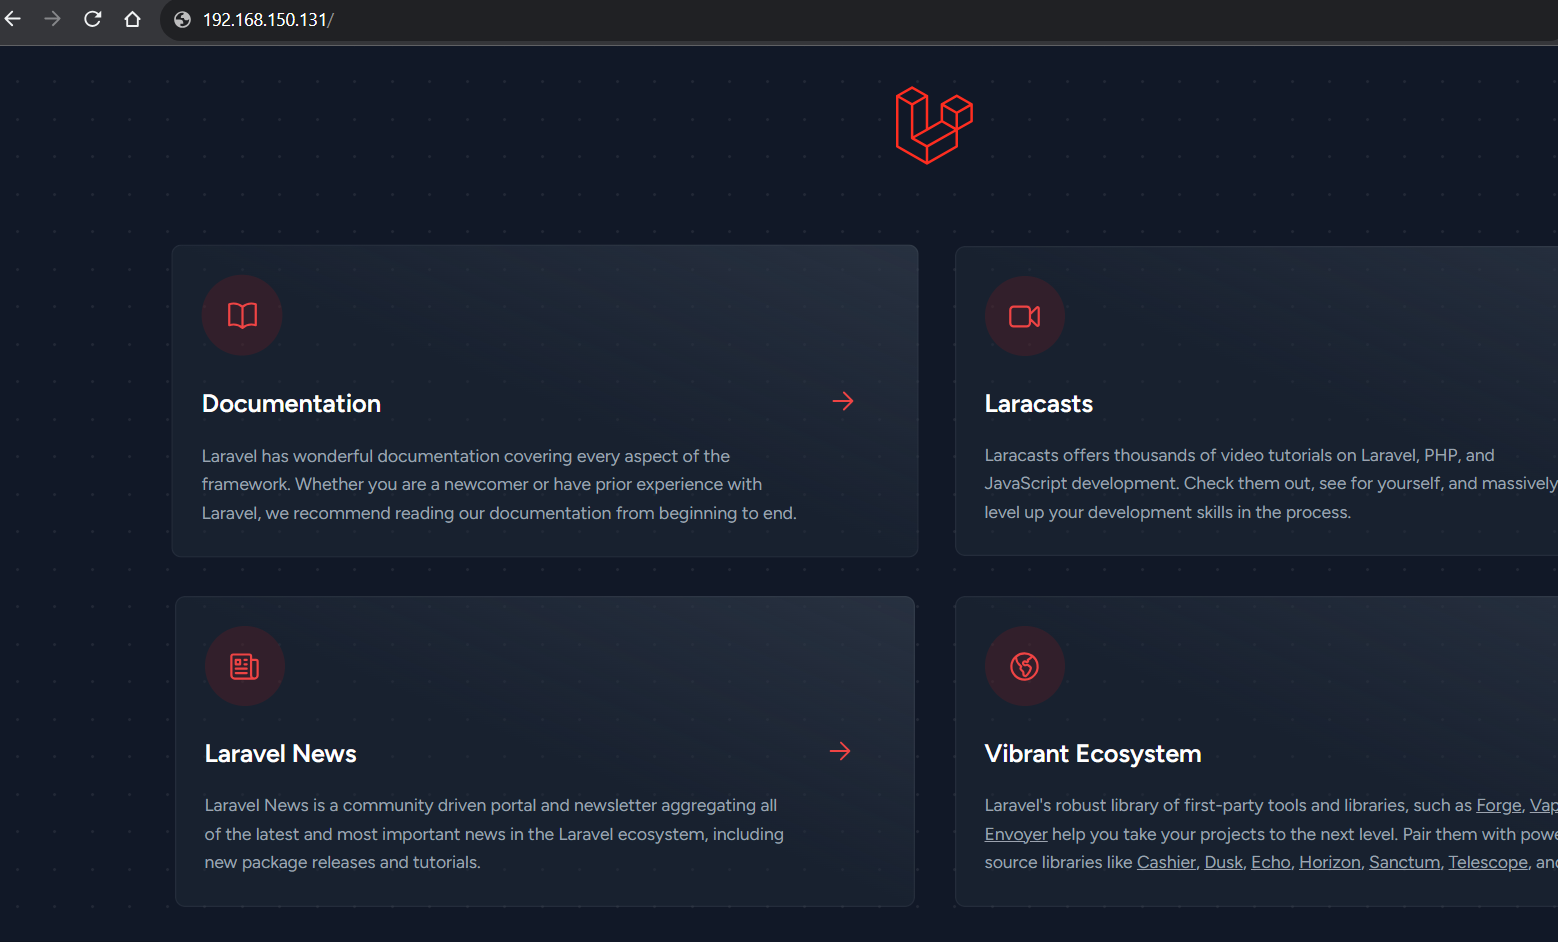 192.168.150.131/
Documentation
Laravel has wonderful documentation covering every aspect of the
framework. Whether you are a newcomer or have prior experience with
Laravel, we recommend reading our documentation from beginning to end.
Laracasts
Laracasts offers thousands of video tutorials on Laravel, PHP, and
JavaScript development. Check them out, see for yourself, and massively
level up your development skills in the process.
Laravel News
Laravel News is a community driven portal and newsletter aggregating all
of the latest and most important news in the Laravel ecosystem, including
new package releases and tutorials.
Vibrant Ecosystem
Laravel's robust library of first-party tools and libraries, such as Forge,
Envoyer help you take your projects to the next level. Pair them with
source libraries like Cashier, Dusk, Echo, Horizon, Sanctum, Telescope,